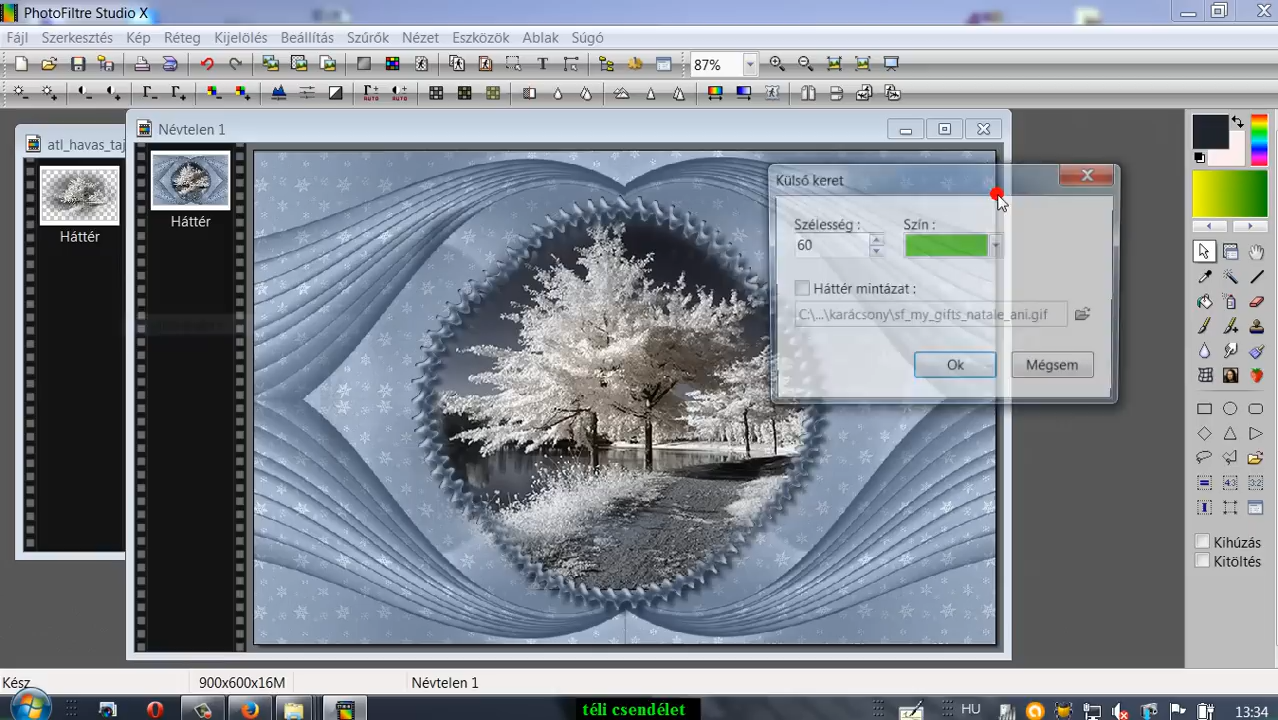 PhotoFiltre Studio X
Fájl Szerkesztés Kép Réteg Kijelölés Beállítás Szűrők Nézet Eszközök Ablak Súgó
87%
atl_havas_taj
Névtelen 1
Háttér
Háttér
Külső keret
Szélesség : Szín :
60
Háttér mintázat :
C:\...\karácsony\sf_my_gifts_natale_ani.gif
Ok Mégsem
Kihúzás
Kitöltés
Kész 900x600x16M Névtelen 1
téli csendélet
HU
13:34